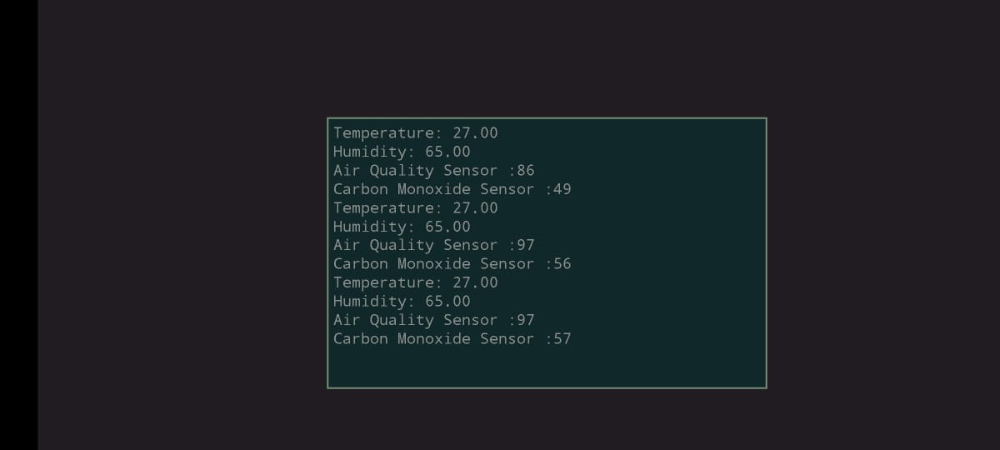 Temperature: 27.00
Humidity: 65.00
Air Quality Sensor :86
Carbon Monoxide Sensor :49
Temperature: 27.00
Humidity: 65.00
Air Quality Sensor :97
Carbon Monoxide Sensor :56
Temperature: 27.00
Humidity: 65.00
Air Quality Sensor :97
Carbon Monoxide Sensor :57